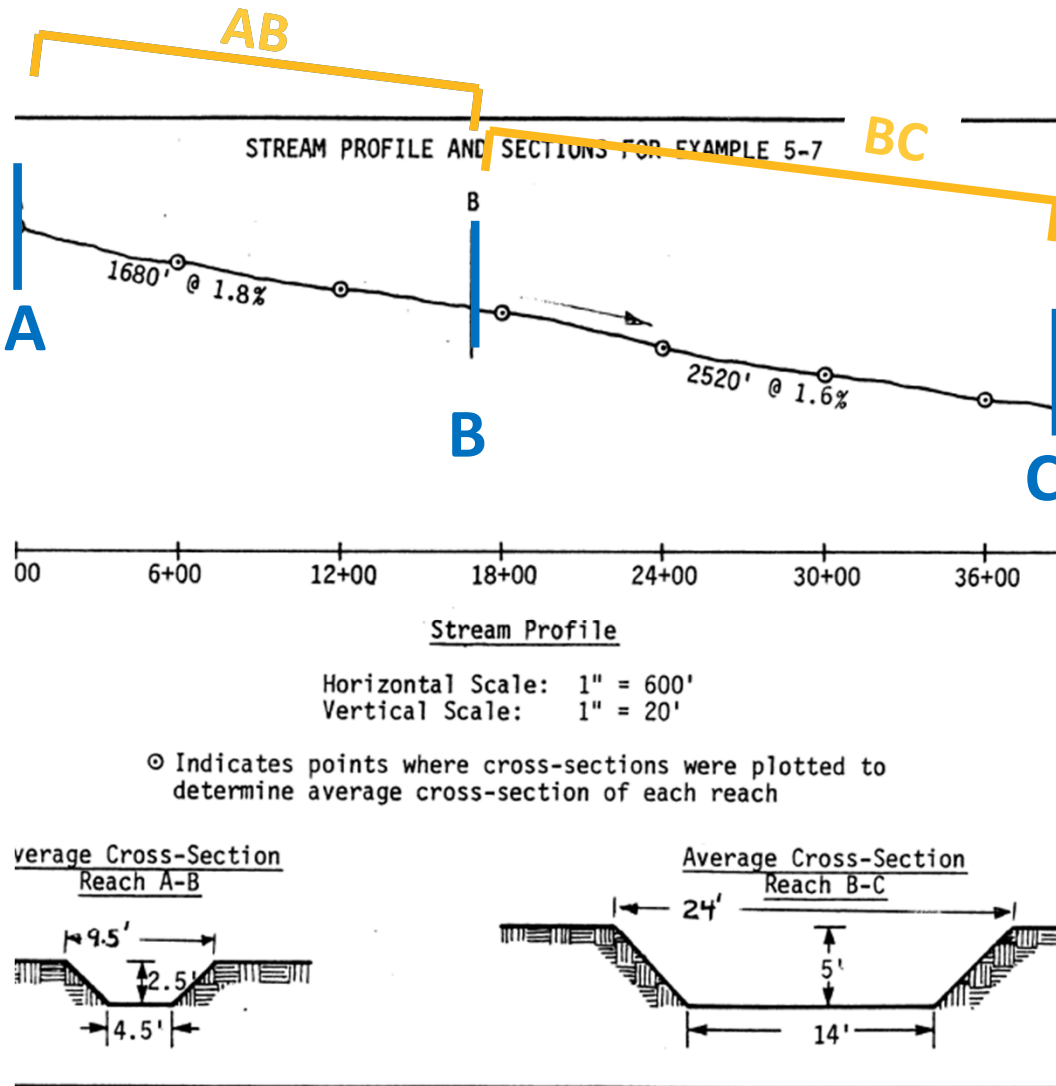 AB
BC
STREAM PROFILE AND SECTIONS FOR EXAMPLE 5-7
B
1680' @ 1.8%
A
2520' @ 1.6%
B
C
00 6+00 12+00 18+00 24+00 30+00 36+00
Stream Profile
Horizontal Scale: 1" = 600'
Vertical Scale: 1" = 20'
⊙ Indicates points where cross-sections were plotted to
determine average cross-section of each reach
verage Cross-Section
Reach A-B
9.5'
2.5'
4.5'
Average Cross-Section
Reach B-C
24'
5'
14'